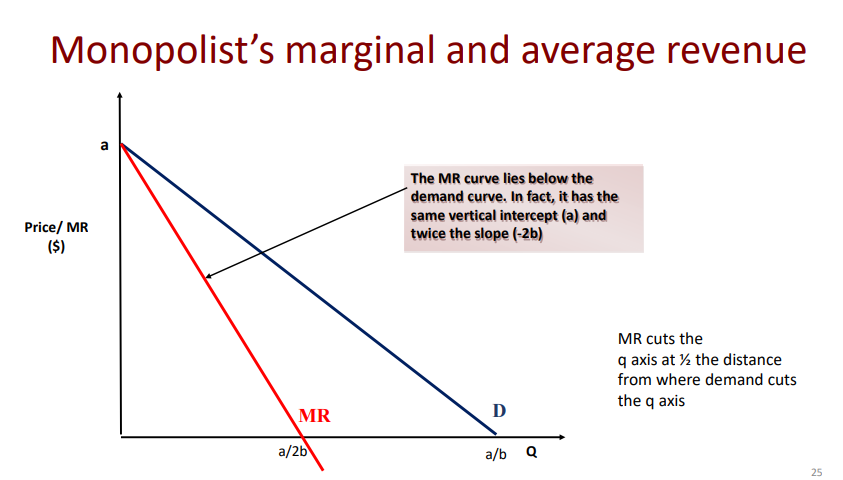 Monopolist’s marginal and average revenue
a
The MR curve lies below the
demand curve. In fact, it has the
same vertical intercept (a) and
twice the slope (-2b)
Price/ MR
($)
MR cuts the
q axis at ½ the distance
from where demand cuts
the q axis
MR
D
a/2b
a/b
Q
25